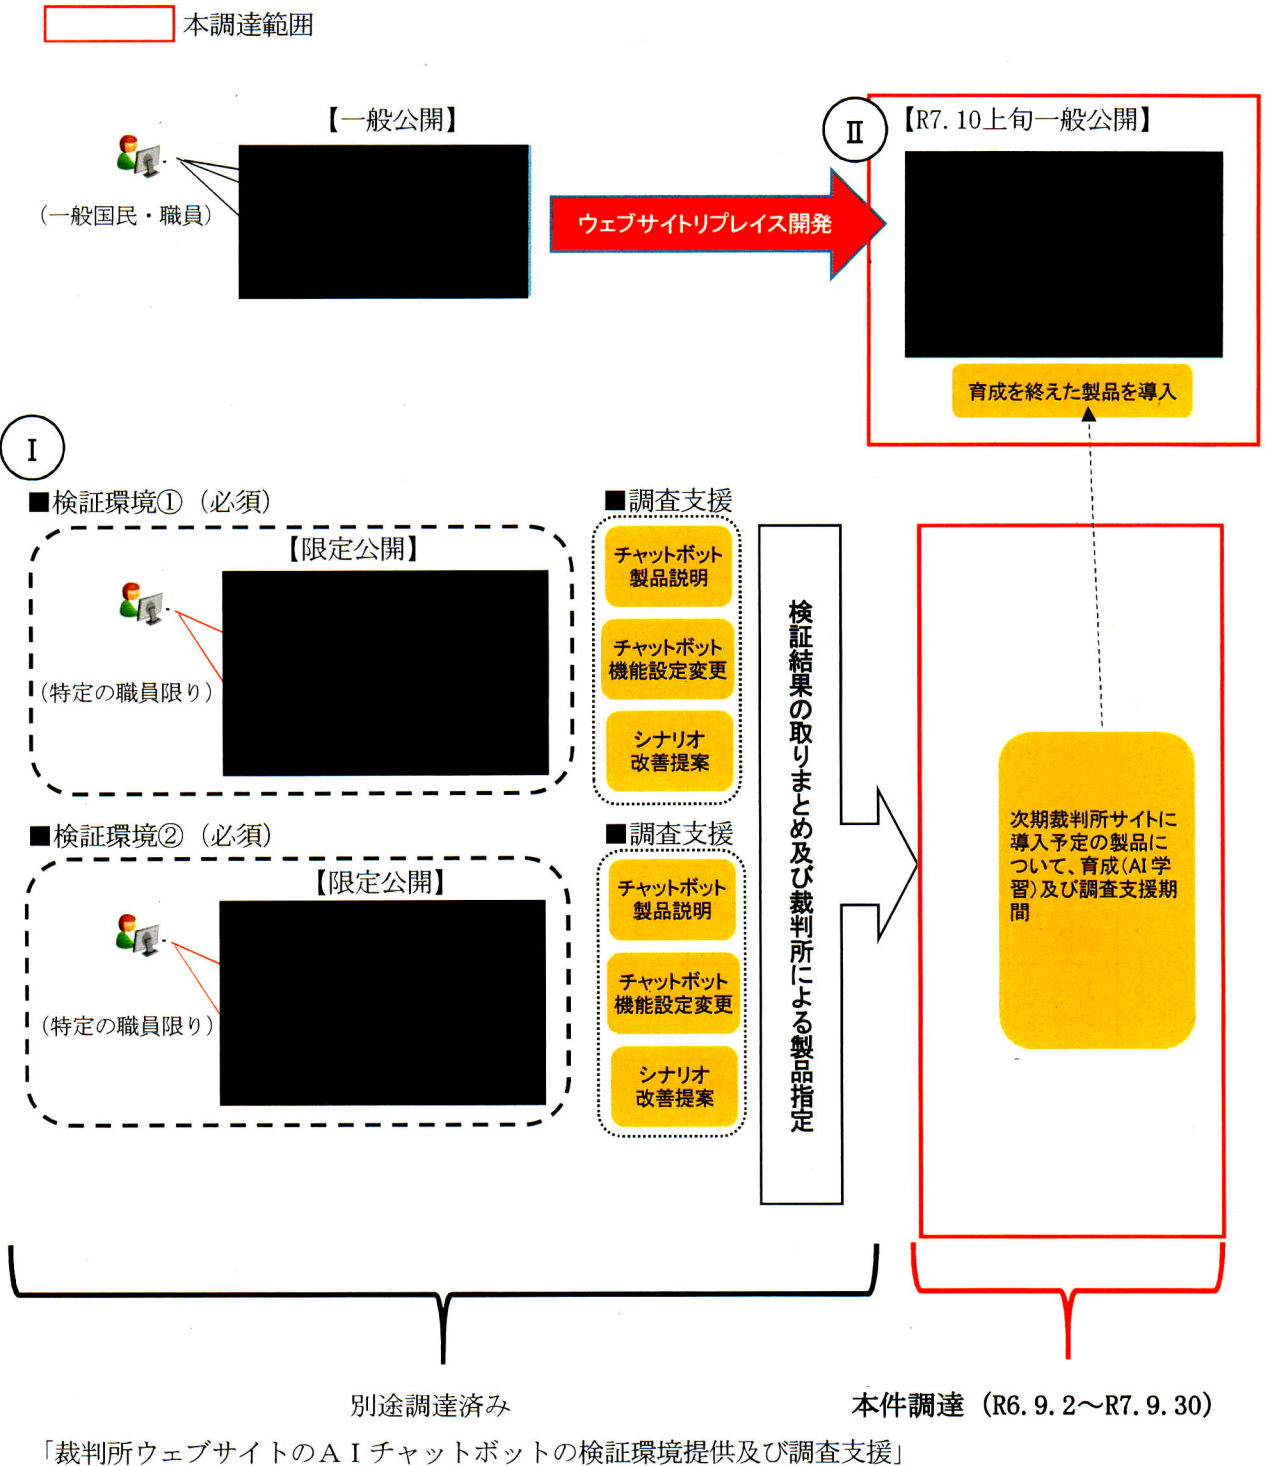 本調達範囲
【一般公開】
Ⅱ
【R7.10上旬一般公開】
(一般国民・職員)
ウェブサイトリプレイス開発
育成を終えた製品を導入
Ⅰ
■検証環境①(必須)
■調査支援
【限定公開】
(特定の職員限り)
チャットボット
製品説明
チャットボット
機能設定変更
シナリオ
改善提案
■検証環境②(必須)
■調査支援
【限定公開】
(特定の職員限り)
チャットボット
製品説明
チャットボット
機能設定変更
シナリオ
改善提案
検証結果の取りまとめ及び裁判所による製品指定
次期裁判所サイトに
導入予定の製品に
ついて、育成(AI学
習)及び調査支援期
間
別途調達済み
本件調達(R6.9.2～R7.9.30)
「裁判所ウェブサイトのAIチャットボットの検証環境提供及び調査支援」